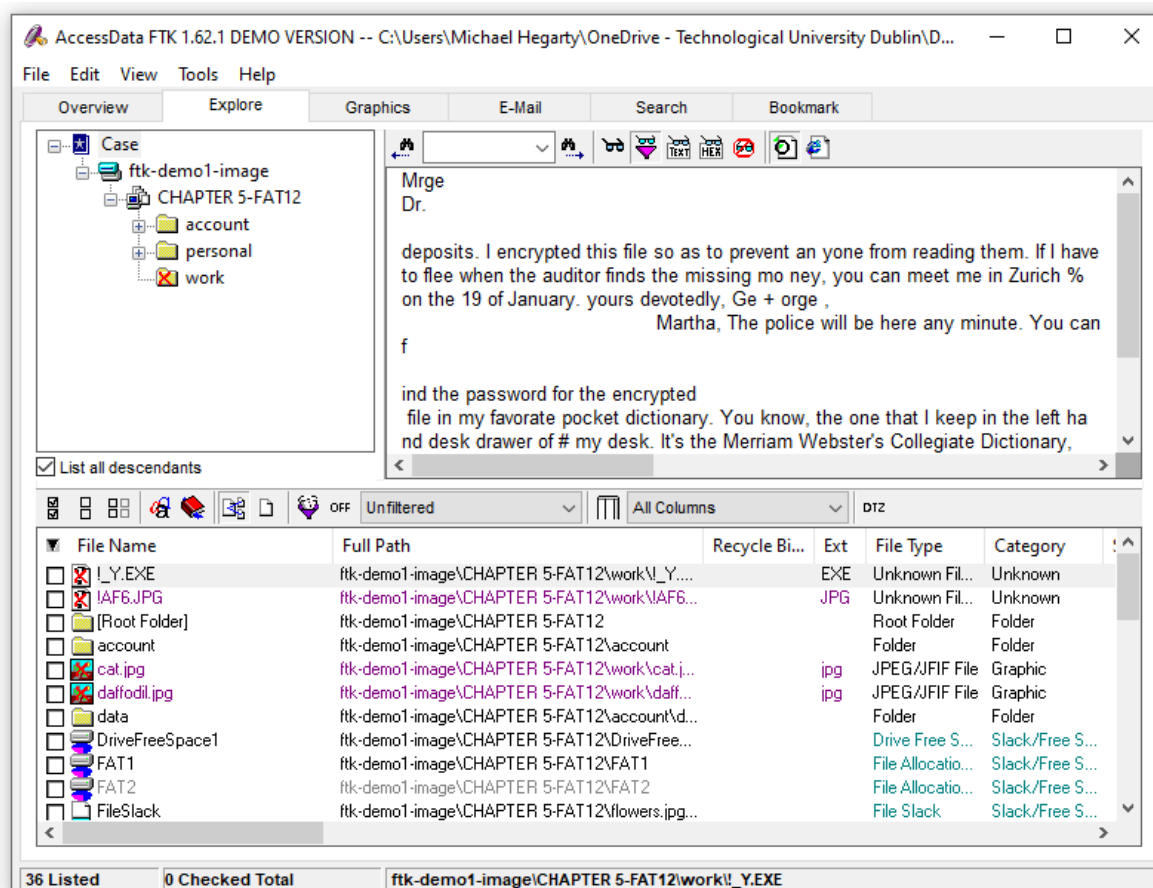 AccessData FTK 1.62.1 DEMO VERSION -- C:\Users\Michael Hegarty\OneDrive - Technological University Dublin\D...
File Edit View Tools Help
Overview Explore Graphics E-Mail Search Bookmark
Case
ftk-demo1-image
CHAPTER 5-FAT12
account
personal
work
List all descendants
TEXT HEX
Mrge
Dr.
deposits. I encrypted this file so as to prevent an yone from reading them. If I have
to flee when the auditor finds the missing mo ney, you can meet me in Zurich %
on the 19 of January. yours devotedly, Ge + orge ,
Martha, The police will be here any minute. You can
f
ind the password for the encrypted
file in my favorate pocket dictionary. You know, the one that I keep in the left ha
nd desk drawer of # my desk. It's the Merriam Webster's Collegiate Dictionary,
OFF Unfiltered All Columns DTZ
File Name Full Path Recycle Bi... Ext File Type Category
!_Y.EXE ftk-demo1-image\CHAPTER 5-FAT12\work\!_Y.... EXE Unknown Fil... Unknown
!AF6.JPG ftk-demo1-image\CHAPTER 5-FAT12\work\!AF6... JPG Unknown Fil... Unknown
[Root Folder] ftk-demo1-image\CHAPTER 5-FAT12 Root Folder Folder
account ftk-demo1-image\CHAPTER 5-FAT12\account Folder Folder
cat.jpg ftk-demo1-image\CHAPTER 5-FAT12\work\cat.j... jpg JPEG/JFIF File Graphic
daffodil.jpg ftk-demo1-image\CHAPTER 5-FAT12\work\daff... jpg JPEG/JFIF File Graphic
data ftk-demo1-image\CHAPTER 5-FAT12\account\d... Folder Folder
DriveFreeSpace1 ftk-demo1-image\CHAPTER 5-FAT12\DriveFree... Drive Free S... Slack/Free S...
FAT1 ftk-demo1-image\CHAPTER 5-FAT12\FAT1 File Allocatio... Slack/Free S...
FAT2 ftk-demo1-image\CHAPTER 5-FAT12\FAT2 File Allocatio... Slack/Free S...
FileSlack ftk-demo1-image\CHAPTER 5-FAT12\flowers.jpg... File Slack Slack/Free S...
36 Listed 0 Checked Total ftk-demo1-image\CHAPTER 5-FAT12\work\!_Y.EXE